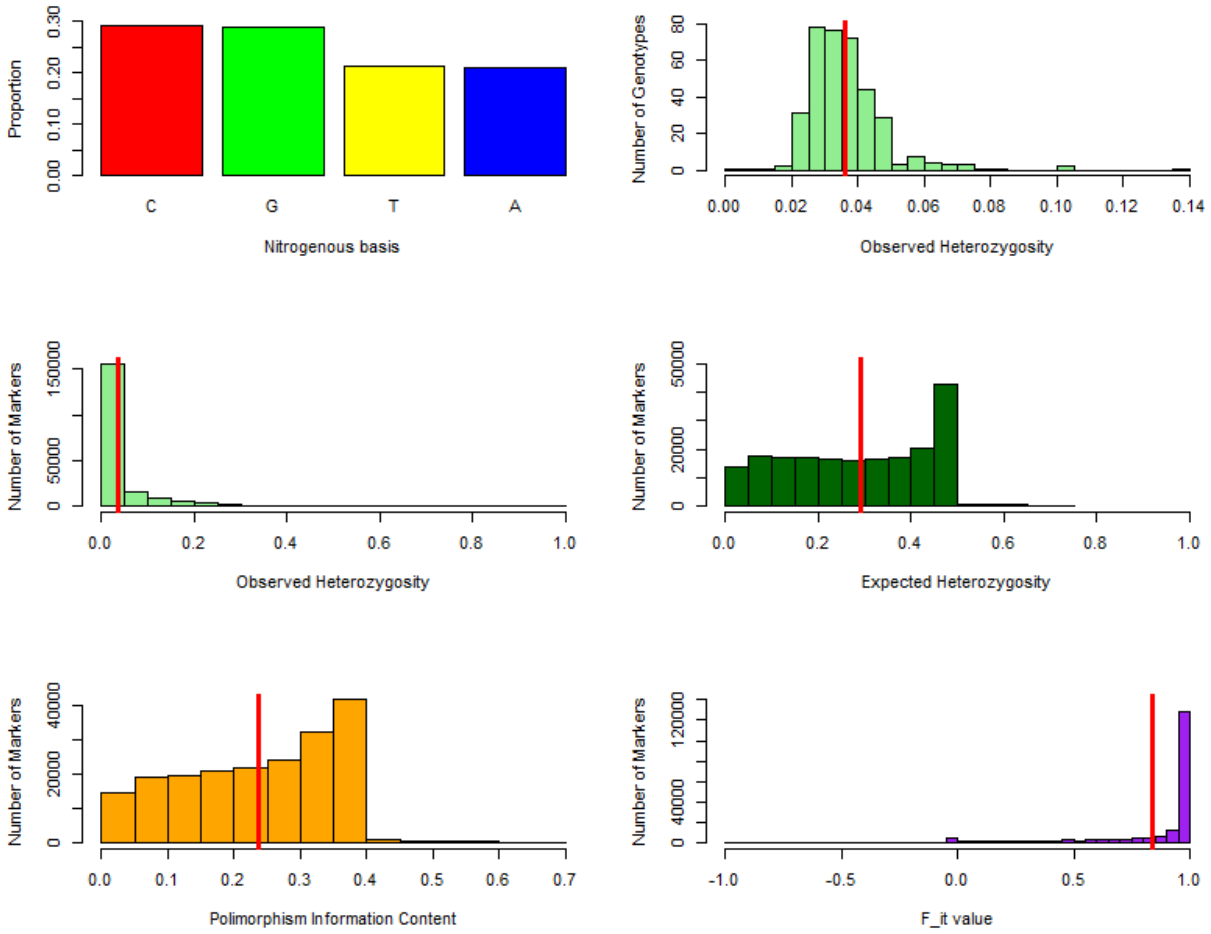 Proportion
0.00 0.10 0.20 0.30
C G T A
Nitrogenous basis
Number of Genotypes
0 20 40 60 80
0.00 0.02 0.04 0.06 0.08 0.10 0.12 0.14
Observed Heterozygosity
Number of Markers
0 50000 150000
0.0 0.2 0.4 0.6 0.8 1.0
Observed Heterozygosity
Number of Markers
0 20000 50000
0.0 0.2 0.4 0.6 0.8 1.0
Expected Heterozygosity
Number of Markers
0 20000 40000
0.0 0.1 0.2 0.3 0.4 0.5 0.6 0.7
Polimorphism Information Content
Number of Markers
0 40000 120000
-1.0 -0.5 0.0 0.5 1.0
F_it value